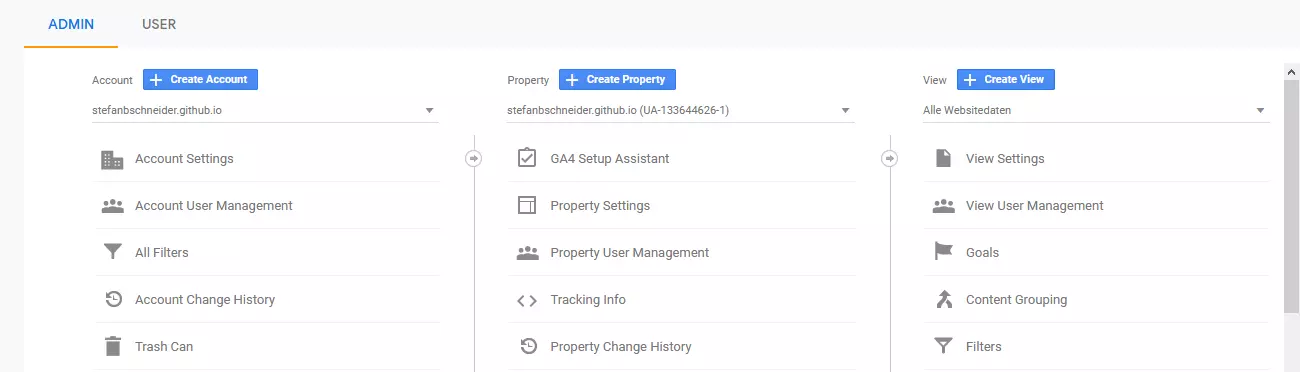 ADMIN USER
Account + Create Account
stefanbschneider.github.io
Account Settings
Account User Management
All Filters
Account Change History
Trash Can
Property + Create Property
stefanbschneider.github.io (UA-133644626-1)
GA4 Setup Assistant
Property Settings
Property User Management
Tracking Info
Property Change History
View + Create View
Alle Websitedaten
View Settings
View User Management
Goals
Content Grouping
Filters